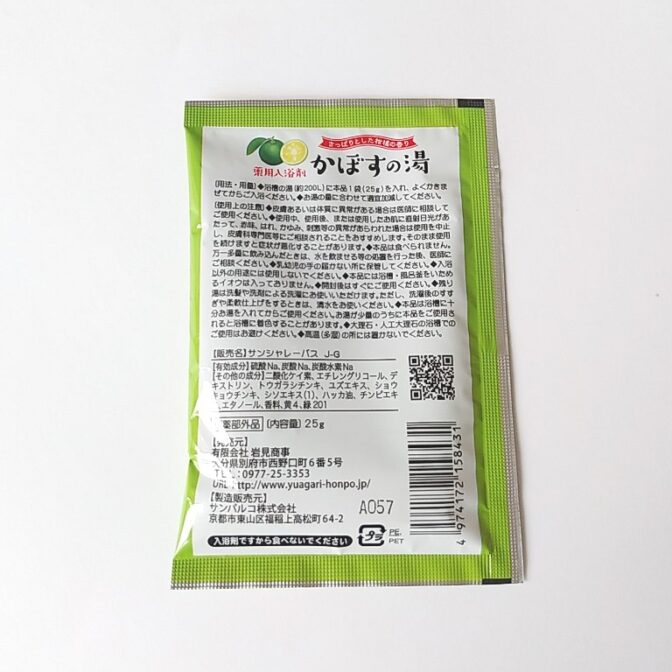 さっぱりとした柑橘の香り
薬用入浴剤 かぼすの湯
[用法・用量]◆浴槽の湯(約200L)に本品1袋(25g)を入れ、よくかきま
ぜてからご入浴ください。◆お湯の量に合わせて適宜加減してください。
[使用上の注意]◆皮膚あるいは体質に異常がある場合は医師に相談して
ご使用ください。◆使用中、使用後、または使用したお肌に直射日光があ
たって、赤味、はれ、かゆみ、刺激等の異常があらわれた場合は使用を中止
し、皮膚科専門医等にご相談されることをおすすめします。そのまま使用
を続けますと症状が悪化することがあります。◆本品は食べられません。
万一多量に飲み込んだときは、水を飲ませる等の処置を行った後、医師に
ご相談ください。◆乳幼児の手の届かない所に保管してください。◆入浴
以外の用途には使用しないでください。◆本品には浴槽・風呂釜をいため
るイオウは入っておりません。◆開封後はすぐにご使用ください。◆残り
湯は洗髪や洗剤による洗濯にお使いいただけます。ただし、洗濯後のすす
ぎや柔軟仕上げをするときは、清水をお使いください。◆本品は浴槽に十
分お湯を入れてからご使用ください。お湯が少量のうちに本品をご使用さ
れると浴槽に着色することがあります。◆大理石・人工大理石の浴槽での
ご使用はお避けください。◆高温(多湿)の所には置かないでください。
【販売名】サンシャレーバス J-G
【有効成分】硫酸Na、炭酸Na、炭酸水素Na
【その他の成分】二酸化ケイ素、エチレングリコール、デ
キストリン、トウガラシチンキ、ユズエキス、ショウ
キョウチンキ、シソエキス(1)、ハッカ油、チンピエキ
ス、エタノール、香料、黄4、緑201
医薬部外品 〔内容量〕25g
【発売元】
有限会社 岩見商事
大分県別府市西野口町6番5号
TEL:0977-25-3353
URL:http://www.yuagari-honpo.jp/
【製造販売元】
サンパルコ株式会社
京都市東山区福稲上高松町64-2
A057
プラ
PE
PET
入浴剤ですから食べないでください
4 974172 158431